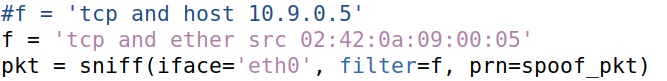 #f = 'tcp and host 10.9.0.5'
f = 'tcp and ether src 02:42:0a:09:00:05'
pkt = sniff(iface='eth0', filter=f, prn=spoof_pkt)